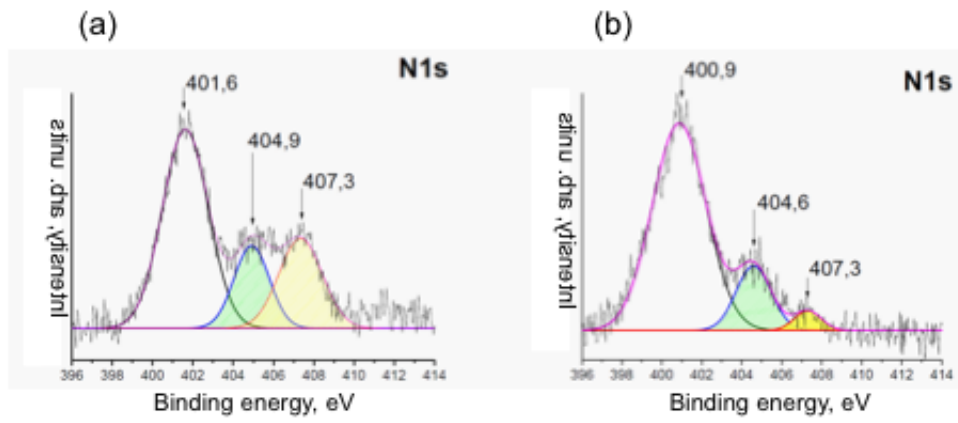 (a)
N1s
401,6
404,9
407,3
Intensity, arb. units
396 398 400 402 404 406 408 410 412 414
Binding energy, eV
(b)
N1s
400,9
404,6
407,3
Intensity, arb. units
396 398 400 402 404 406 408 410 412 414
Binding energy, eV